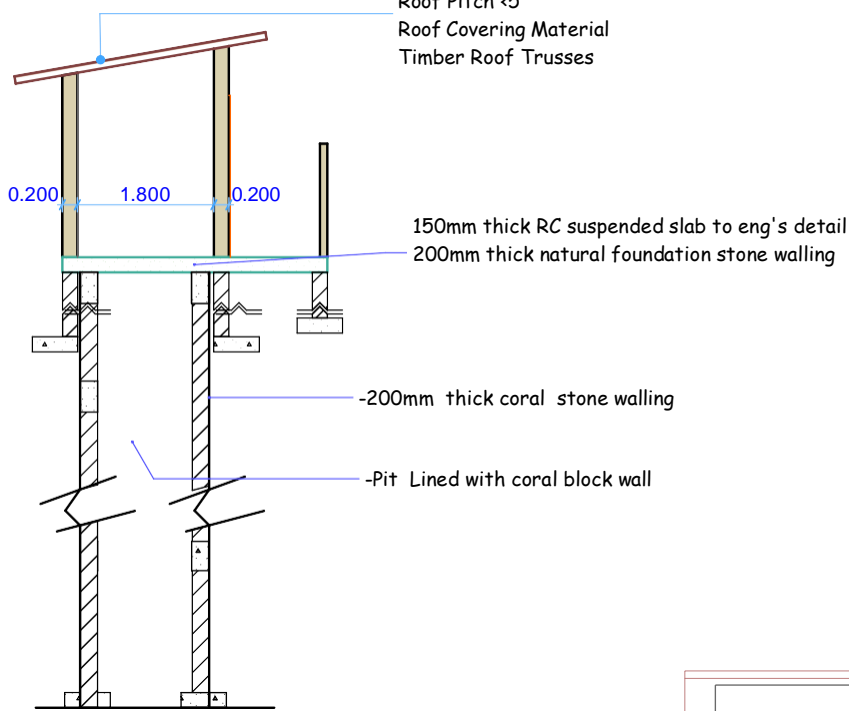 Roof Pitch <5
Roof Covering Material
Timber Roof Trusses
0.200 1.800 0.200
150mm thick RC suspended slab to eng's detail
200mm thick natural foundation stone walling
-200mm thick coral stone walling
-Pit Lined with coral block wall